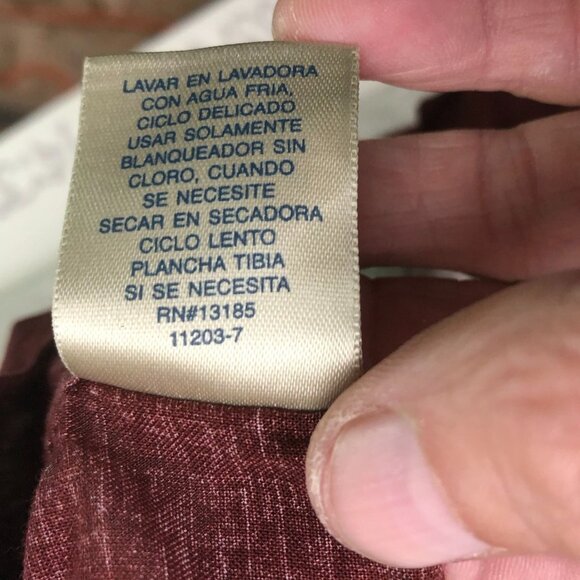 LAVAR EN LAVADORA
CON AGUA FRIA,
CICLO DELICADO
USAR SOLAMENTE
BLANQUEADOR SIN
CLORO, CUANDO
SE NECESITE
SECAR EN SECADORA
CICLO LENTO
PLANCHA TIBIA
SI SE NECESITA
RN#13185
11203-7